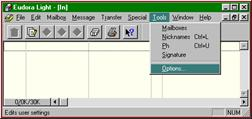 Eudora Light - [In]
File Edit Mailbox Message Transfer Special Tools Window Help
Mailboxes
Nicknames Ctrl+L
Ph Ctrl+U
Signature
Options...
0/0K/30K
Edits user settings NUM